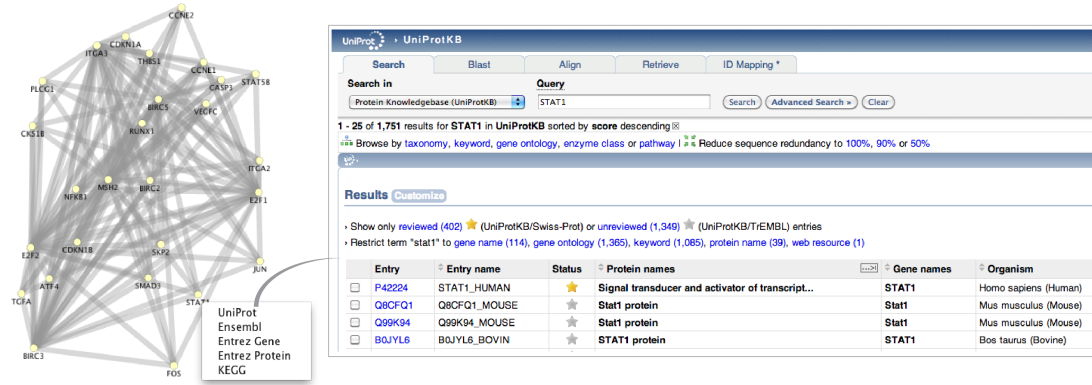 CCNE2
CDKN1A
ITGA3
THBS1
CCNE1
STAT5B
CASP3
PLCG1
BIRC5
VEGFC
CKS1B
RUNX1
ITGA2
MSH2
BIRC2
NFKB1
E2F1
CDKN1B
SKP2
E2F2
JUN
ATF4
SMAD3
TGFA
STAT1
BIRC3
FOS
UniProt
Ensembl
Entrez Gene
Entrez Protein
KEGG
UniProt › UniProtKB
Search Blast Align Retrieve ID Mapping *
Search in Query
Protein Knowledgebase (UniProtKB) STAT1 Search Advanced Search » Clear
1 - 25 of 1,751 results for STAT1 in UniProtKB sorted by score descending
Browse by taxonomy, keyword, gene ontology, enzyme class or pathway | Reduce sequence redundancy to 100%, 90% or 50%
Results Customize
› Show only reviewed (402) (UniProtKB/Swiss-Prot) or unreviewed (1,349) (UniProtKB/TrEMBL) entries
› Restrict term "stat1" to gene name (114), gene ontology (1,365), keyword (1,085), protein name (39), web resource (1)
Entry Entry name Status Protein names Gene names Organism
P42224 STAT1_HUMAN Signal transducer and activator of transcript... STAT1 Homo sapiens (Human)
Q8CFQ1 Q8CFQ1_MOUSE Stat1 protein Stat1 Mus musculus (Mouse)
Q99K94 Q99K94_MOUSE Stat1 protein Stat1 Mus musculus (Mouse)
B0JYL6 B0JYL6_BOVIN STAT1 protein STAT1 Bos taurus (Bovine)